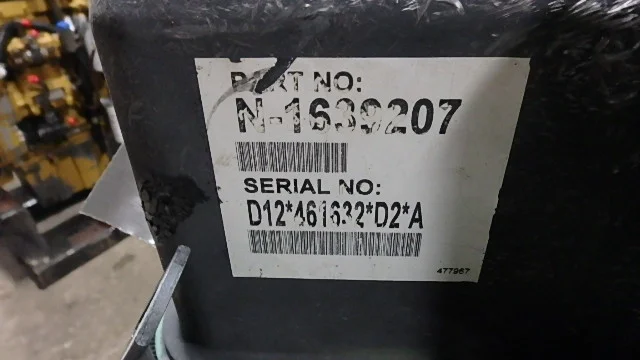 PART NO:
N-1639207
SERIAL NO:
D12*461632*D2*A
477967